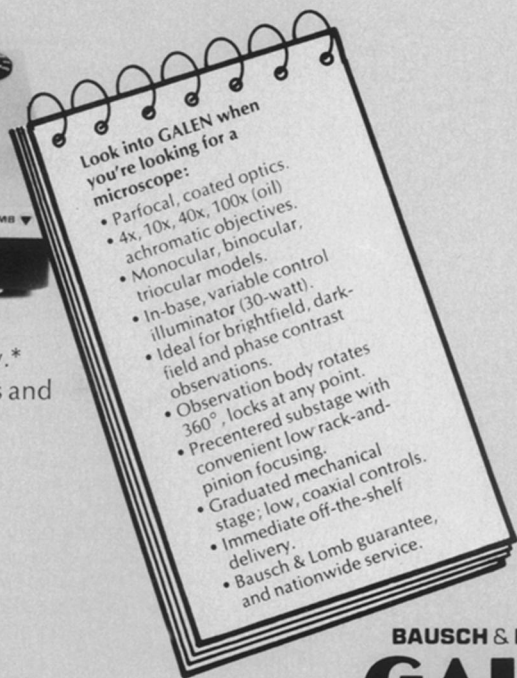 Look into GALEN when
you're looking for a
microscope:
• Parfocal, coated optics.
• 4x, 10x, 40x, 100x (oil)
achromatic objectives.
• Monocular, binocular,
triocular models.
• In-base, variable control
illuminator (30-watt).
• Ideal for brightfield, dark-
field and phase contrast
observations.
• Observation body rotates
360°, locks at any point.
• Precentered substage with
convenient low rack-and-
pinion focusing.
• Graduated mechanical
stage; low, coaxial controls.
• Immediate off-the-shelf
delivery.
• Bausch & Lomb guarantee,
and nationwide service.
.*
and
BAUSCH &